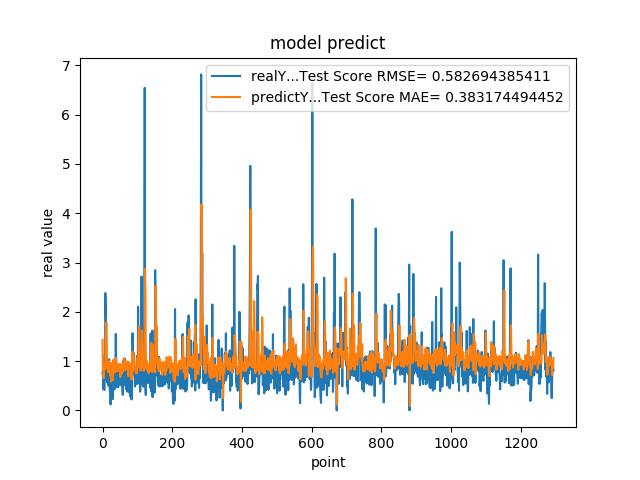 model predict
realY...Test Score RMSE= 0.582694385411
predictY...Test Score MAE= 0.383174494452
7
6
5
4
3
2
1
0
real value
0 200 400 600 800 1000 1200
point